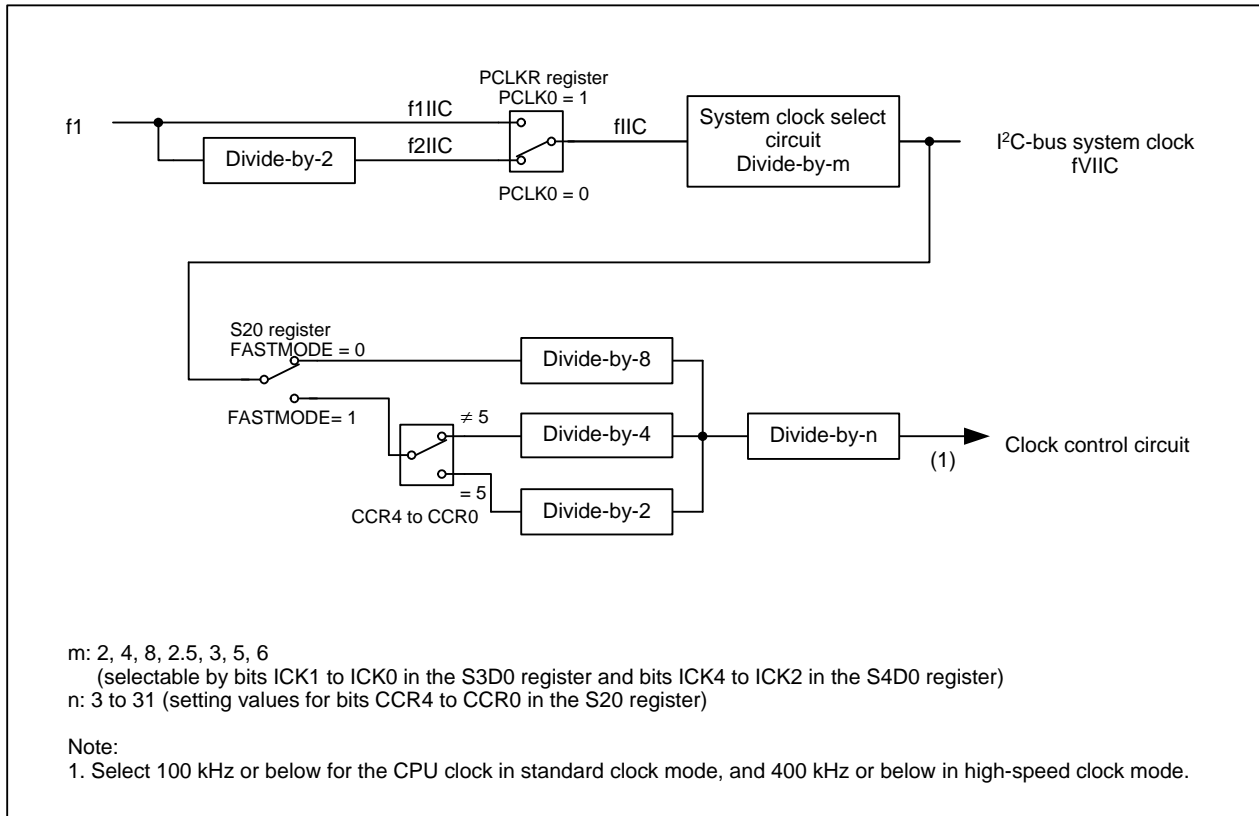 PCLKR register
PCLK0 = 1
f1
f1IIC
Divide-by-2
f2IIC
fIIC
PCLK0 = 0
System clock select
circuit
Divide-by-m
I²C-bus system clock
fVIIC
S20 register
FASTMODE = 0
FASTMODE= 1
≠ 5
= 5
CCR4 to CCR0
Divide-by-8
Divide-by-4
Divide-by-2
Divide-by-n
(1)
Clock control circuit
m: 2, 4, 8, 2.5, 3, 5, 6
(selectable by bits ICK1 to ICK0 in the S3D0 register and bits ICK4 to ICK2 in the S4D0 register)
n: 3 to 31 (setting values for bits CCR4 to CCR0 in the S20 register)
Note:
1. Select 100 kHz or below for the CPU clock in standard clock mode, and 400 kHz or below in high-speed clock mode.